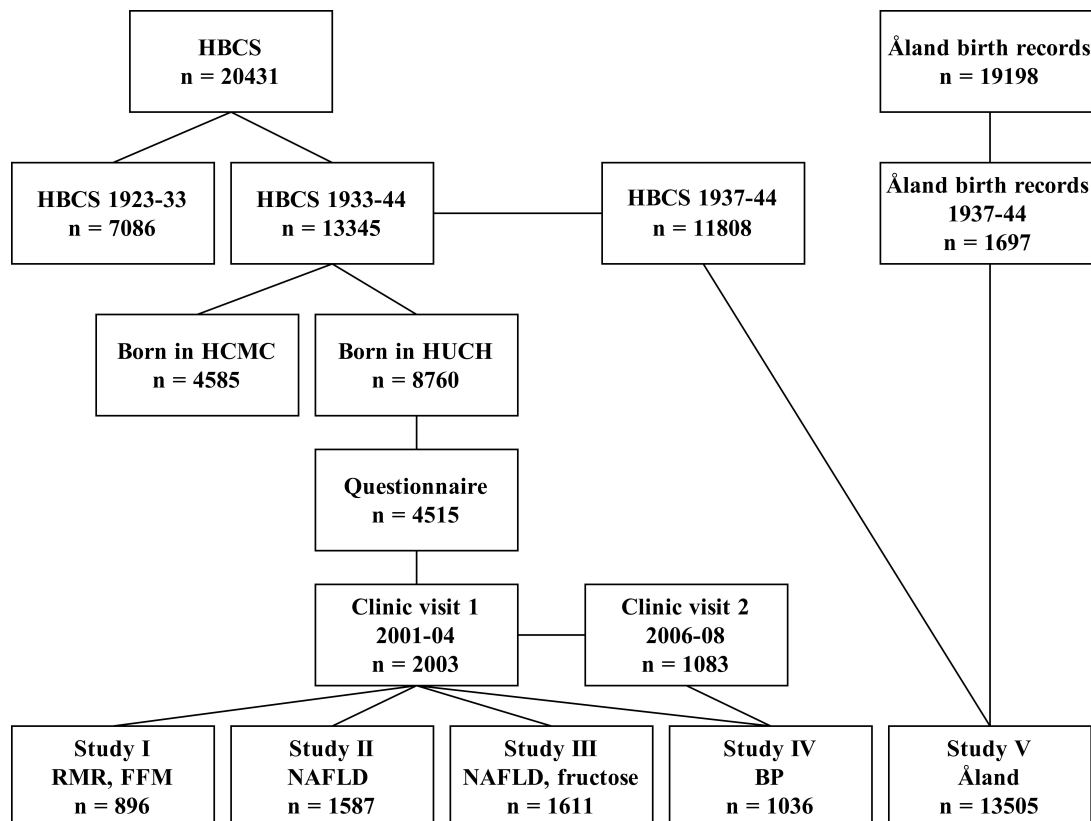 HBCS
n = 20431
Åland birth records
n = 19198
HBCS 1923-33
n = 7086
HBCS 1933-44
n = 13345
HBCS 1937-44
n = 11808
Åland birth records
1937-44
n = 1697
Born in HCMC
n = 4585
Born in HUCH
n = 8760
Questionnaire
n = 4515
Clinic visit 1
2001-04
n = 2003
Clinic visit 2
2006-08
n = 1083
Study I
RMR, FFM
n = 896
Study II
NAFLD
n = 1587
Study III
NAFLD, fructose
n = 1611
Study IV
BP
n = 1036
Study V
Åland
n = 13505